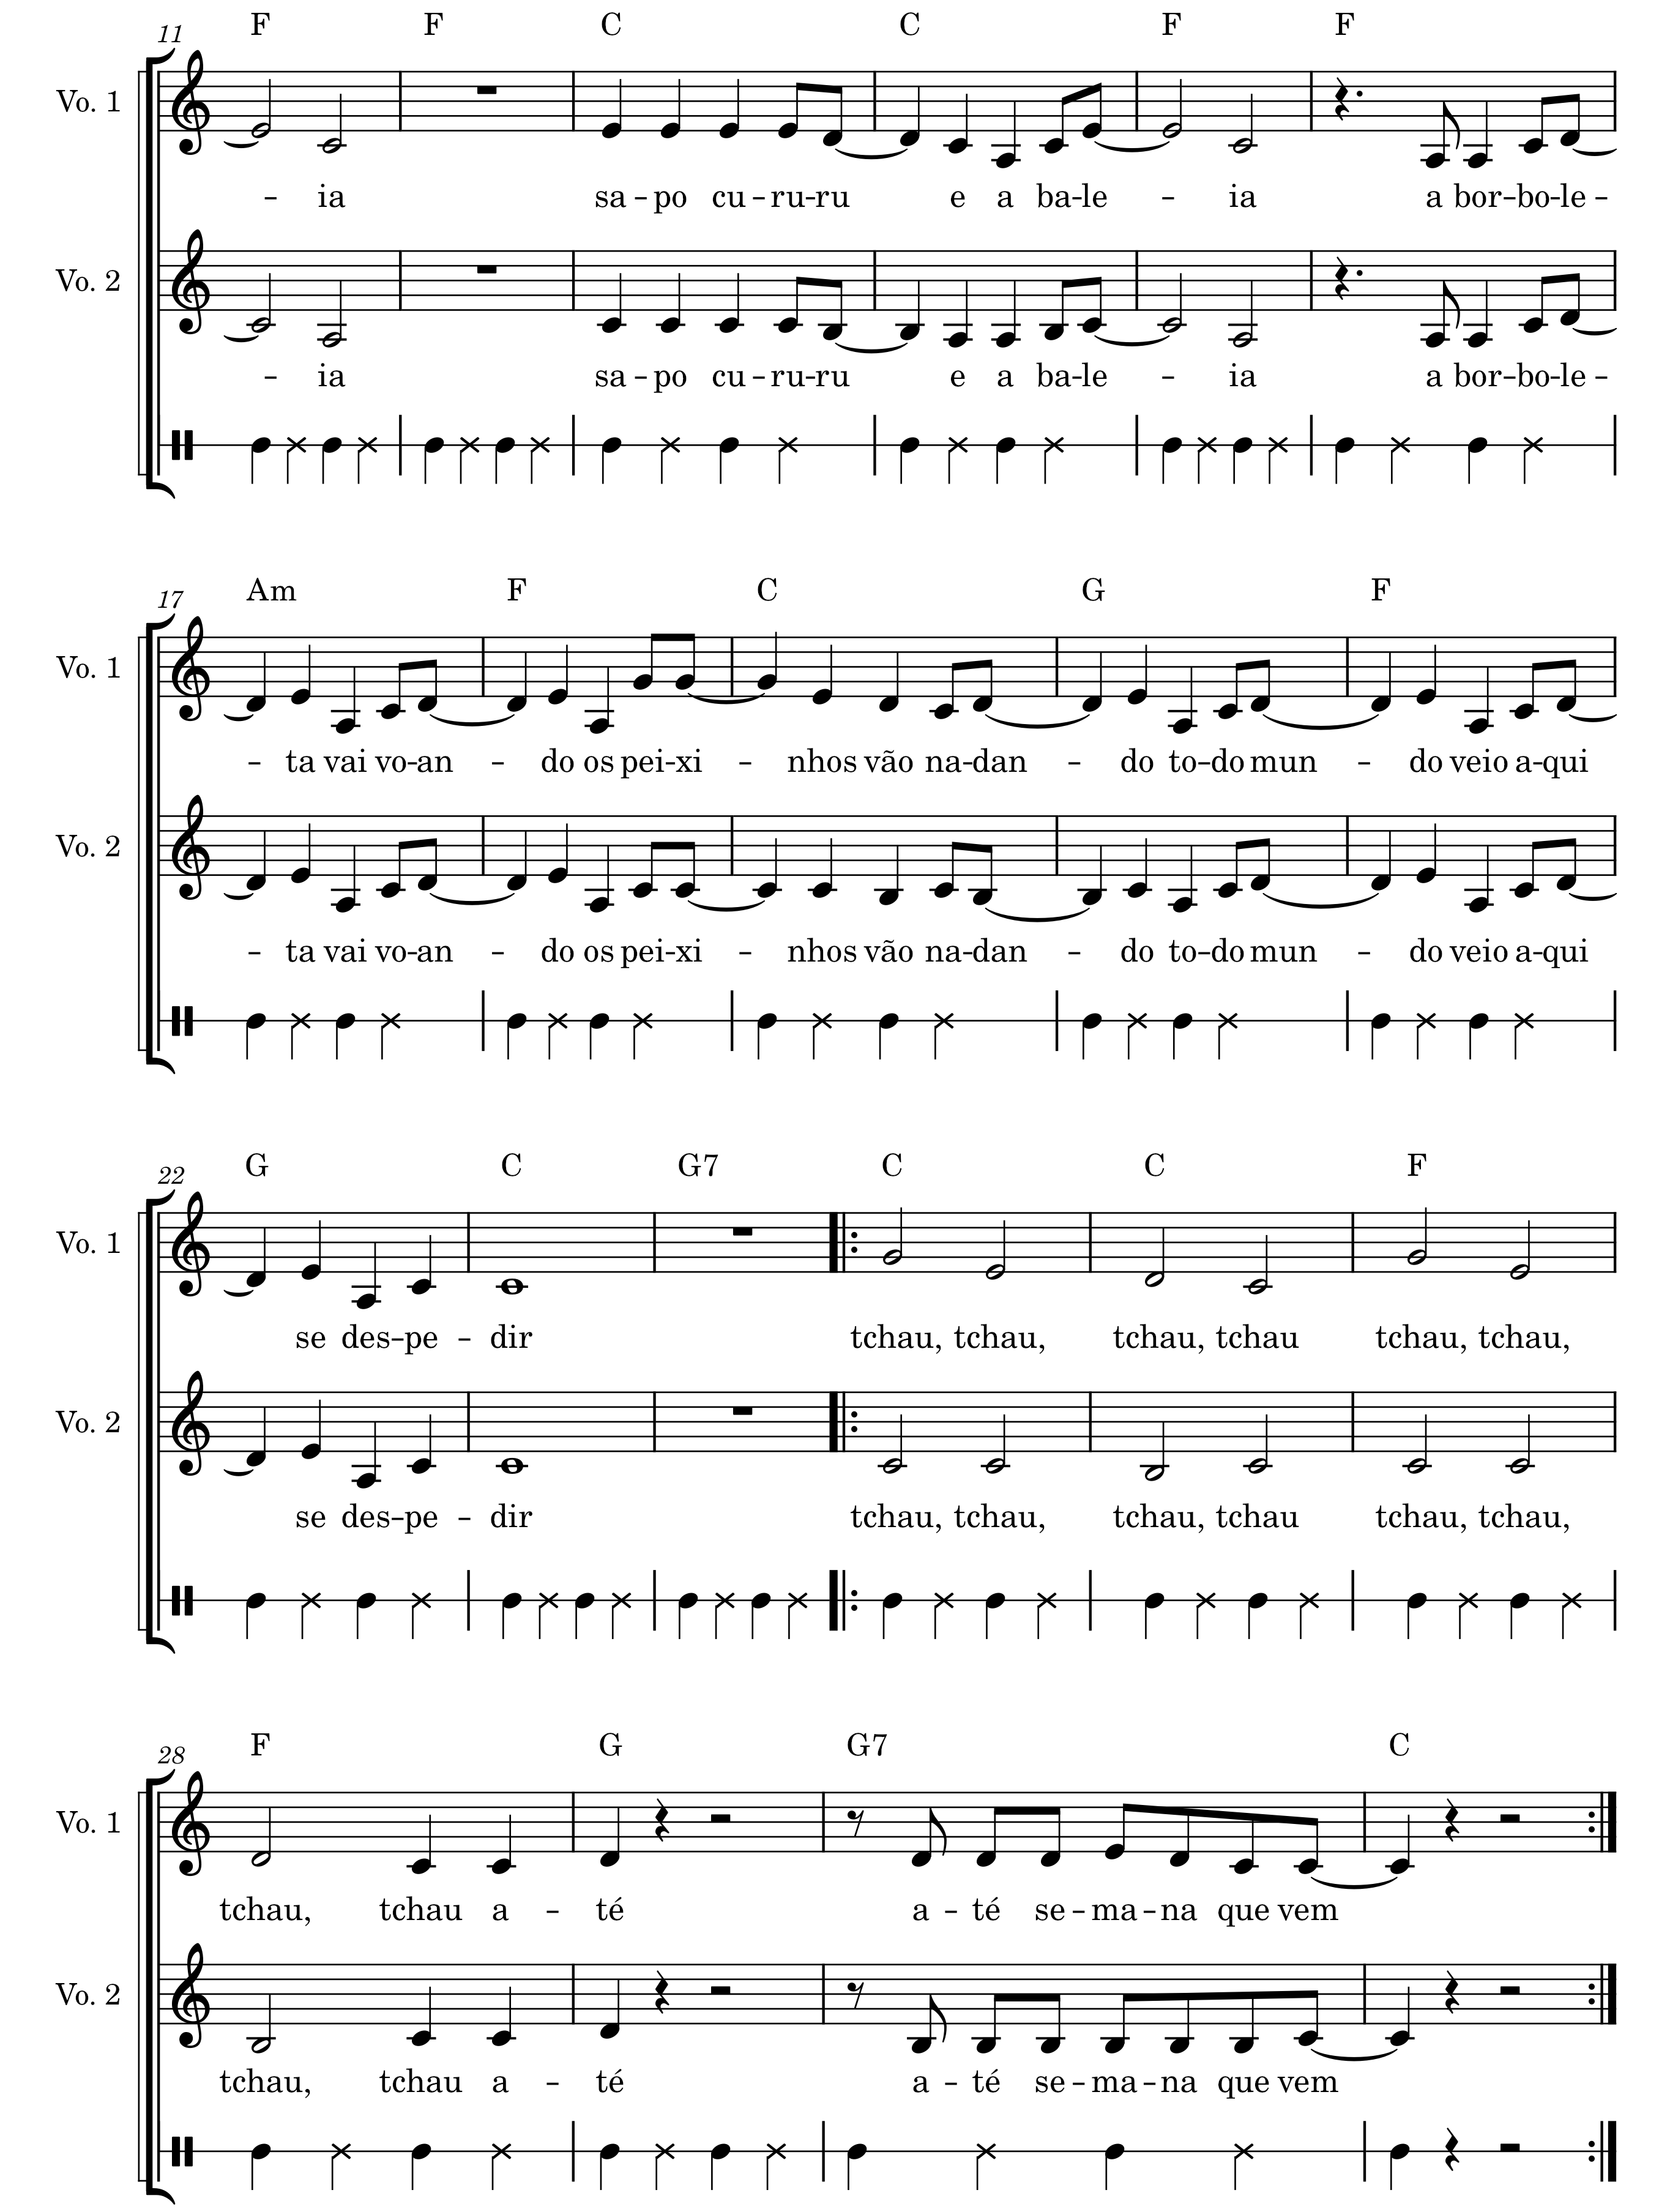 11 F F C C F F
Vo. 1
– ia sa – po cu – ru – ru e a ba – le – ia a bor – bo – le –
Vo. 2
– ia sa – po cu – ru – ru e a ba – le – ia a bor – bo – le –
17 Am F C G F
Vo. 1
– ta vai vo – an – do os pei – xi – nhos vão na – dan – do to – do mun – do veio a – qui
Vo. 2
– ta vai vo – an – do os pei – xi – nhos vão na – dan – do to – do mun – do veio a – qui
22 G C G7 C C F
Vo. 1
se des – pe – dir tchau, tchau, tchau, tchau tchau, tchau,
Vo. 2
se des – pe – dir tchau, tchau, tchau, tchau tchau, tchau,
28 F G G7 C
Vo. 1
tchau, tchau a – té a – té se – ma – na que vem
Vo. 2
tchau, tchau a – té a – té se – ma – na que vem